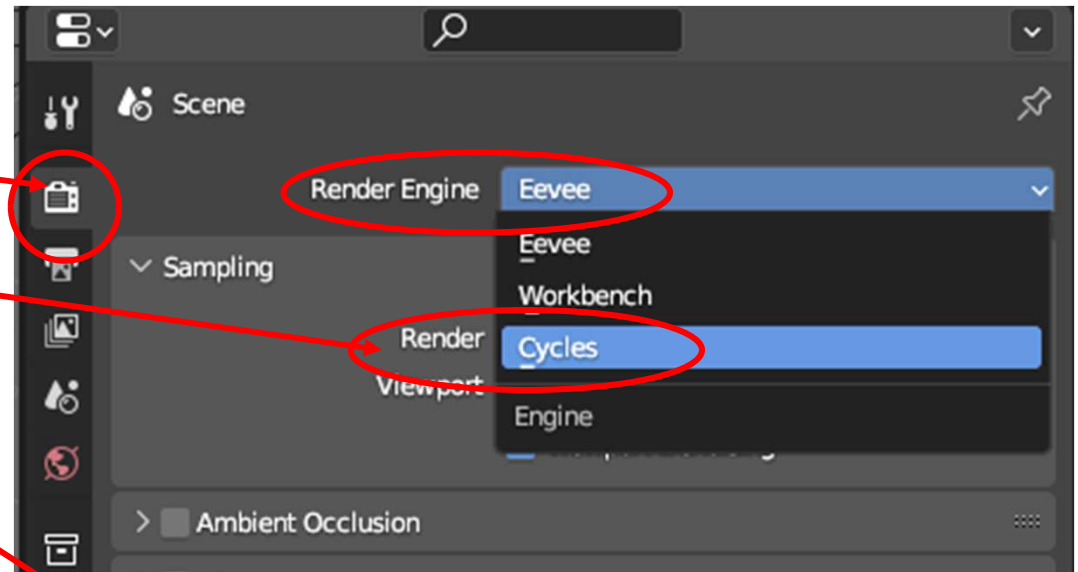 Scene
Render Engine Eevee
Eevee
Sampling
Workbench
Render Cycles
Viewport
Engine
Ambient Occlusion